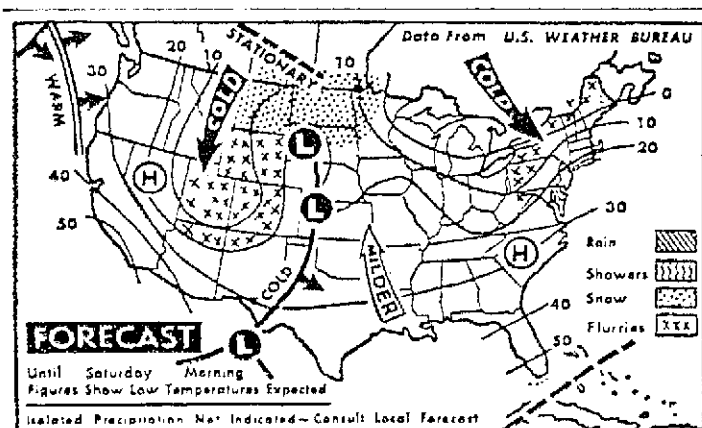 Data From U.S. WEATHER BUREAU
20
10
STATIONARY
10
COLD
COLD
30
WARM
0
10
20
40
H
L
50
L
30
COLD
MILDER
H
Rain
Showers
Snow
Flurries
40
50
FORECAST
L
Until Saturday Morning
Figures Show Low Temperatures Expected
Isolated Precipitation Not Indicated – Consult Local Forecast